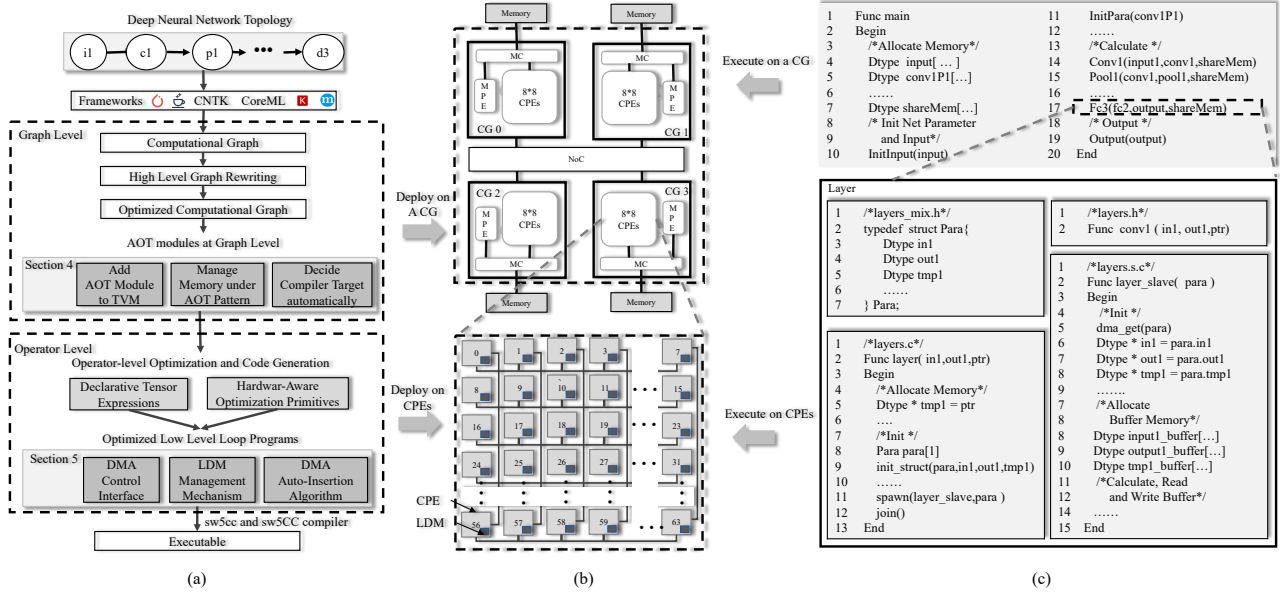 Deep Neural Network Topology
i1
c1
p1
•••
d3
Frameworks CNTK CoreML K m
Graph Level
Computational Graph
High Level Graph Rewriting
Optimized Computational Graph
AOT modules at Graph Level
Section 4
Add
AOT Module
to TVM
Manage
Memory under
AOT Pattern
Decide
Compiler Target
automatically
Operator Level
Operator-level Optimization and Code Generation
Declarative Tensor
Expressions
Hardwar-Aware
Optimization Primitives
Optimized Low Level Loop Programs
Section 5
DMA
Control
Interface
LDM
Management
Mechanism
DMA
Auto-Insertion
Algorithm
sw5cc and sw5CC compiler
Executable
(a)
Deploy on
A CG
Deploy on
CPEs
Memory
Memory
MC
MPE
8*8
CPEs
CG 0
MC
8*8
CPEs
MPE
CG 1
NoC
CG 2
MPE
8*8
CPEs
MC
CG 3
8*8
CPEs
MPE
MC
Memory
Memory
0 1 2 3 7
8 9 10 11 15
16 17 18 19 23
24 25 26 27 31
CPE
LDM
56 57 58 59 63
(b)
Execute on a CG
Execute on CPEs
1 Func main
2 Begin
3 /*Allocate Memory*/
4 Dtype input[ … ]
5 Dtype conv1P1[…]
6 ……
7 Dtype shareMem[…]
8 /* Init Net Parameter
9 and Input*/
10 InitInput(input)
11 InitPara(conv1P1)
12 ……
13 /*Calculate */
14 Conv1(input1,conv1,shareMem)
15 Pool1(conv1,pool1,shareMem)
16 ……
17 Fc3(fc2,output,shareMem)
18 /* Output */
19 Output(output)
20 End
Layer
1 /*layers_mix.h*/
2 typedef struct Para{
3 Dtype in1
4 Dtype out1
5 Dtype tmp1
6 ……
7 } Para;
1 /*layers.c*/
2 Func layer( in1,out1,ptr)
3 Begin
4 /*Allocate Memory*/
5 Dtype * tmp1 = ptr
6 ….
7 /*Init */
8 Para para[1]
9 init_struct(para,in1,out1,tmp1)
10 ……
11 spawn(layer_slave,para )
12 join()
13 End
1 /*layers.h*/
2 Func conv1 ( in1, out1,ptr)
1 /*layers.s.c*/
2 Func layer_slave( para )
3 Begin
4 /*Init */
5 dma_get(para)
6 Dtype * in1 = para.in1
7 Dtype * out1 = para.out1
8 Dtype * tmp1 = para.tmp1
9 …….
7 /*Allocate
8 Buffer Memory*/
8 Dtype input1_buffer[…]
9 Dtype output1_buffer[…]
10 Dtype tmp1_buffer[…]
11 /*Calculate, Read
12 and Write Buffer*/
14 ……
15 End
(c)